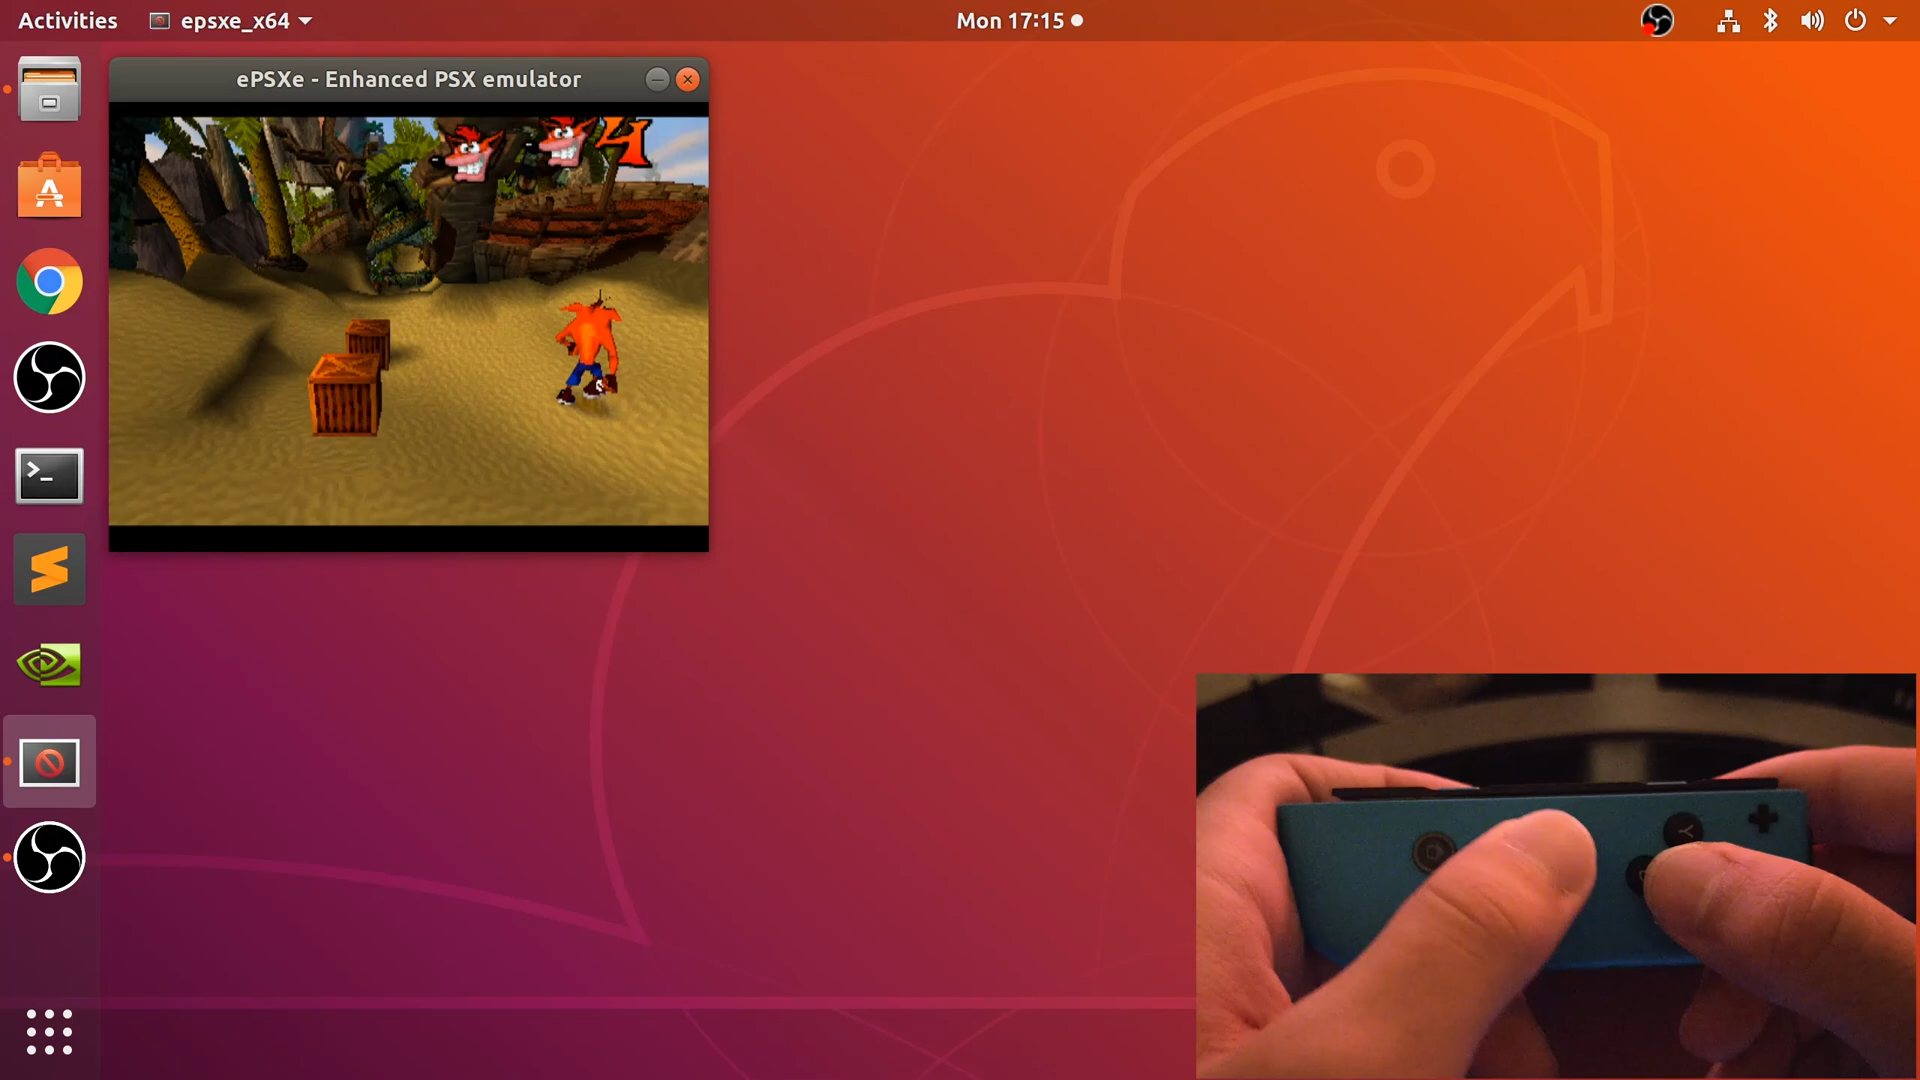 Activities
epsxe_x64
Mon 17:15
ePSXe - Enhanced PSX emulator
4
>_
Y